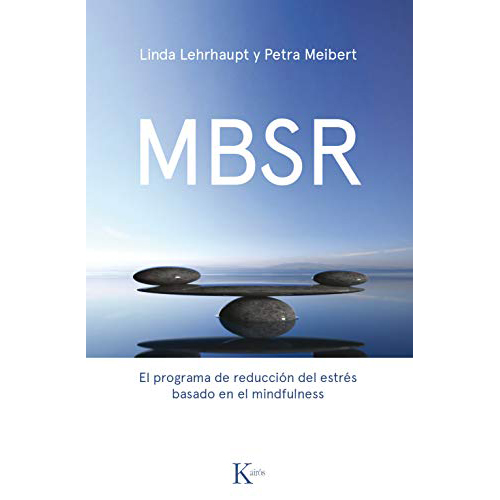 Linda Lehrhaupt y Petra Meibert
MBSR
El programa de reducción del estrés
basado en el mindfulness
Kairós